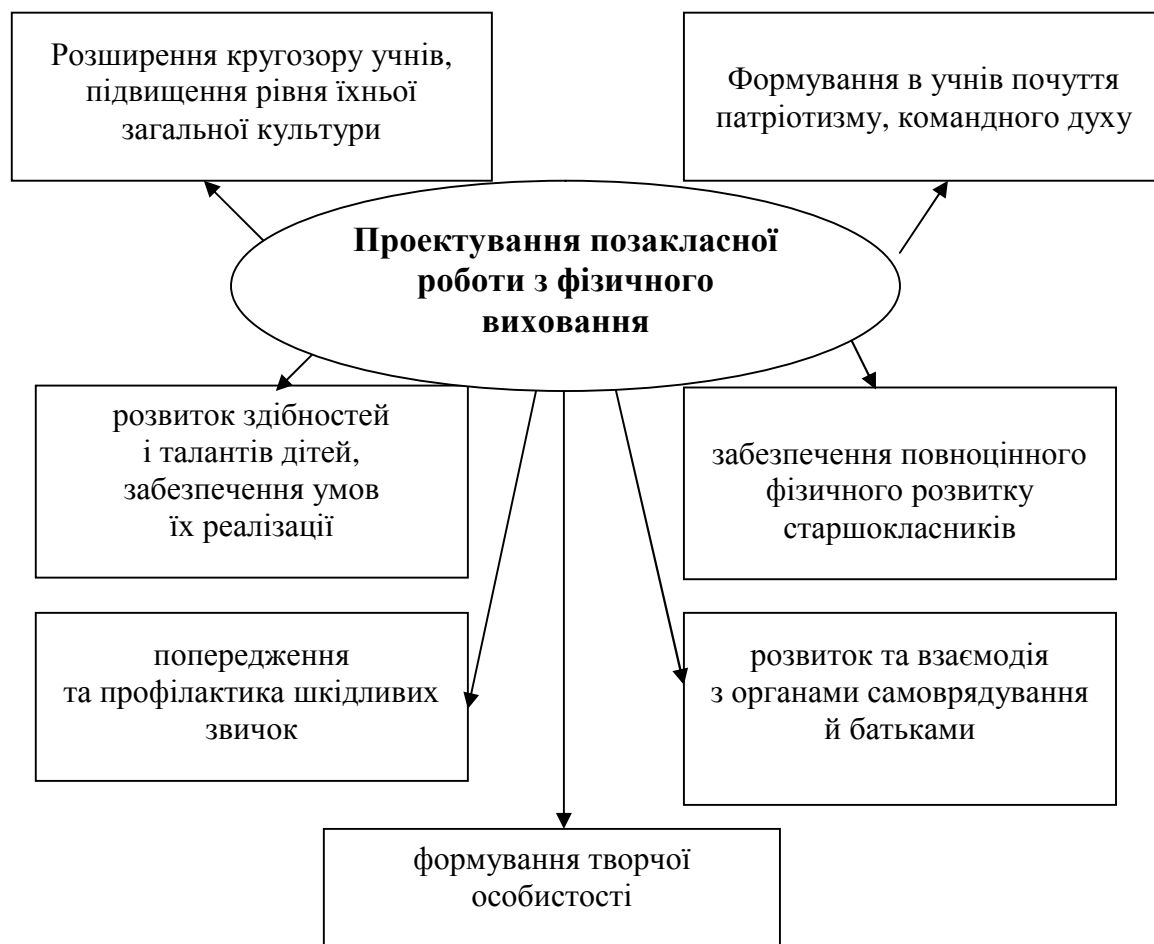 Розширення кругозору учнів,
підвищення рівня їхньої
загальної культури
Формування в учнів почуття
патріотизму, командного духу
Проектування позакласної
роботи з фізичного
виховання
розвиток здібностей
і талантів дітей,
забезпечення умов
їх реалізації
забезпечення повноцінного
фізичного розвитку
старшокласників
попередження
та профілактика шкідливих
звичок
розвиток та взаємодія
з органами самоврядування
й батьками
формування творчої
особистості